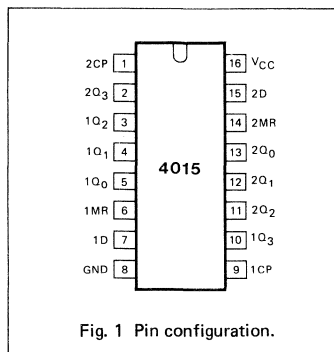 2CP 1 16 VCC
2Q3 2 15 2D
1Q2 3 14 2MR
1Q1 4 13 2Q0
4015
1Q0 5 12 2Q1
1MR 6 11 2Q2
1D 7 10 1Q3
GND 8 9 1CP
Fig. 1 Pin configuration.